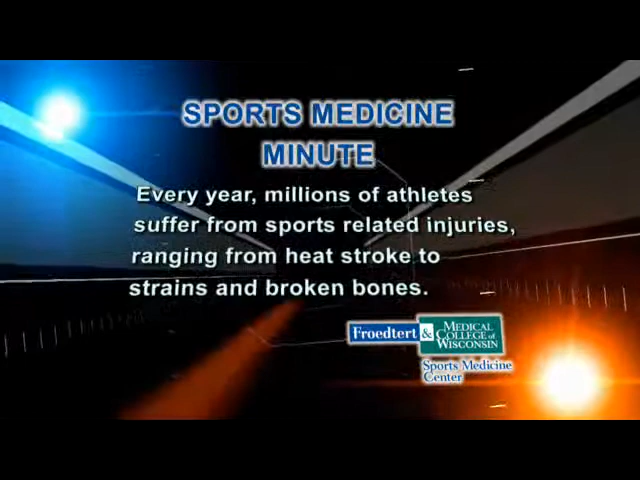 SPORTS MEDICINE
MINUTE
Every year, millions of athletes
suffer from sports related injuries,
ranging from heat stroke to
strains and broken bones.
Froedtert & MEDICAL
COLLEGE of
WISCONSIN
Sports Medicine
Center